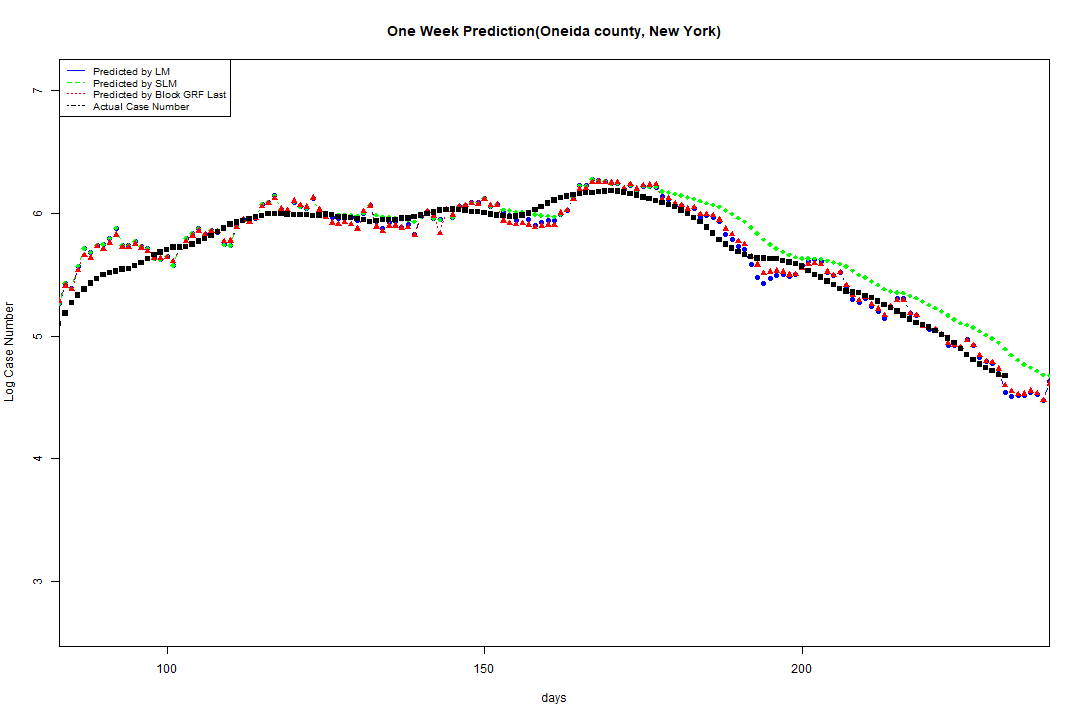 One Week Prediction(Oneida county, New York)
Predicted by LM
Predicted by SLM
Predicted by Block GRF Last
Actual Case Number
7
6
5
4
3
Log Case Number
100
150
200
days